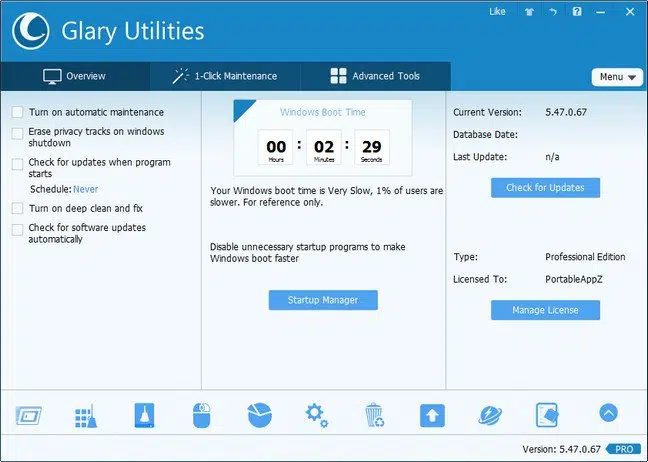 Like
Glary Utilities
Overview
1-Click Maintenance
Advanced Tools
Menu
Turn on automatic maintenance
Erase privacy tracks on windows
shutdown
Check for updates when program
starts
Schedule: Never
Turn on deep clean and fix
Check for software updates
automatically
Windows Boot Time
00 : 02 : 29
Hours Minutes Seconds
Your Windows boot time is Very Slow, 1% of users are
slower. For reference only.
Disable unnecessary startup programs to make
Windows boot faster
Startup Manager
Current Version: 5.47.0.67
Database Date:
Last Update: n/a
Check for Updates
Type: Professional Edition
Licensed To: PortableAppZ
Manage License
Version: 5.47.0.67 PRO